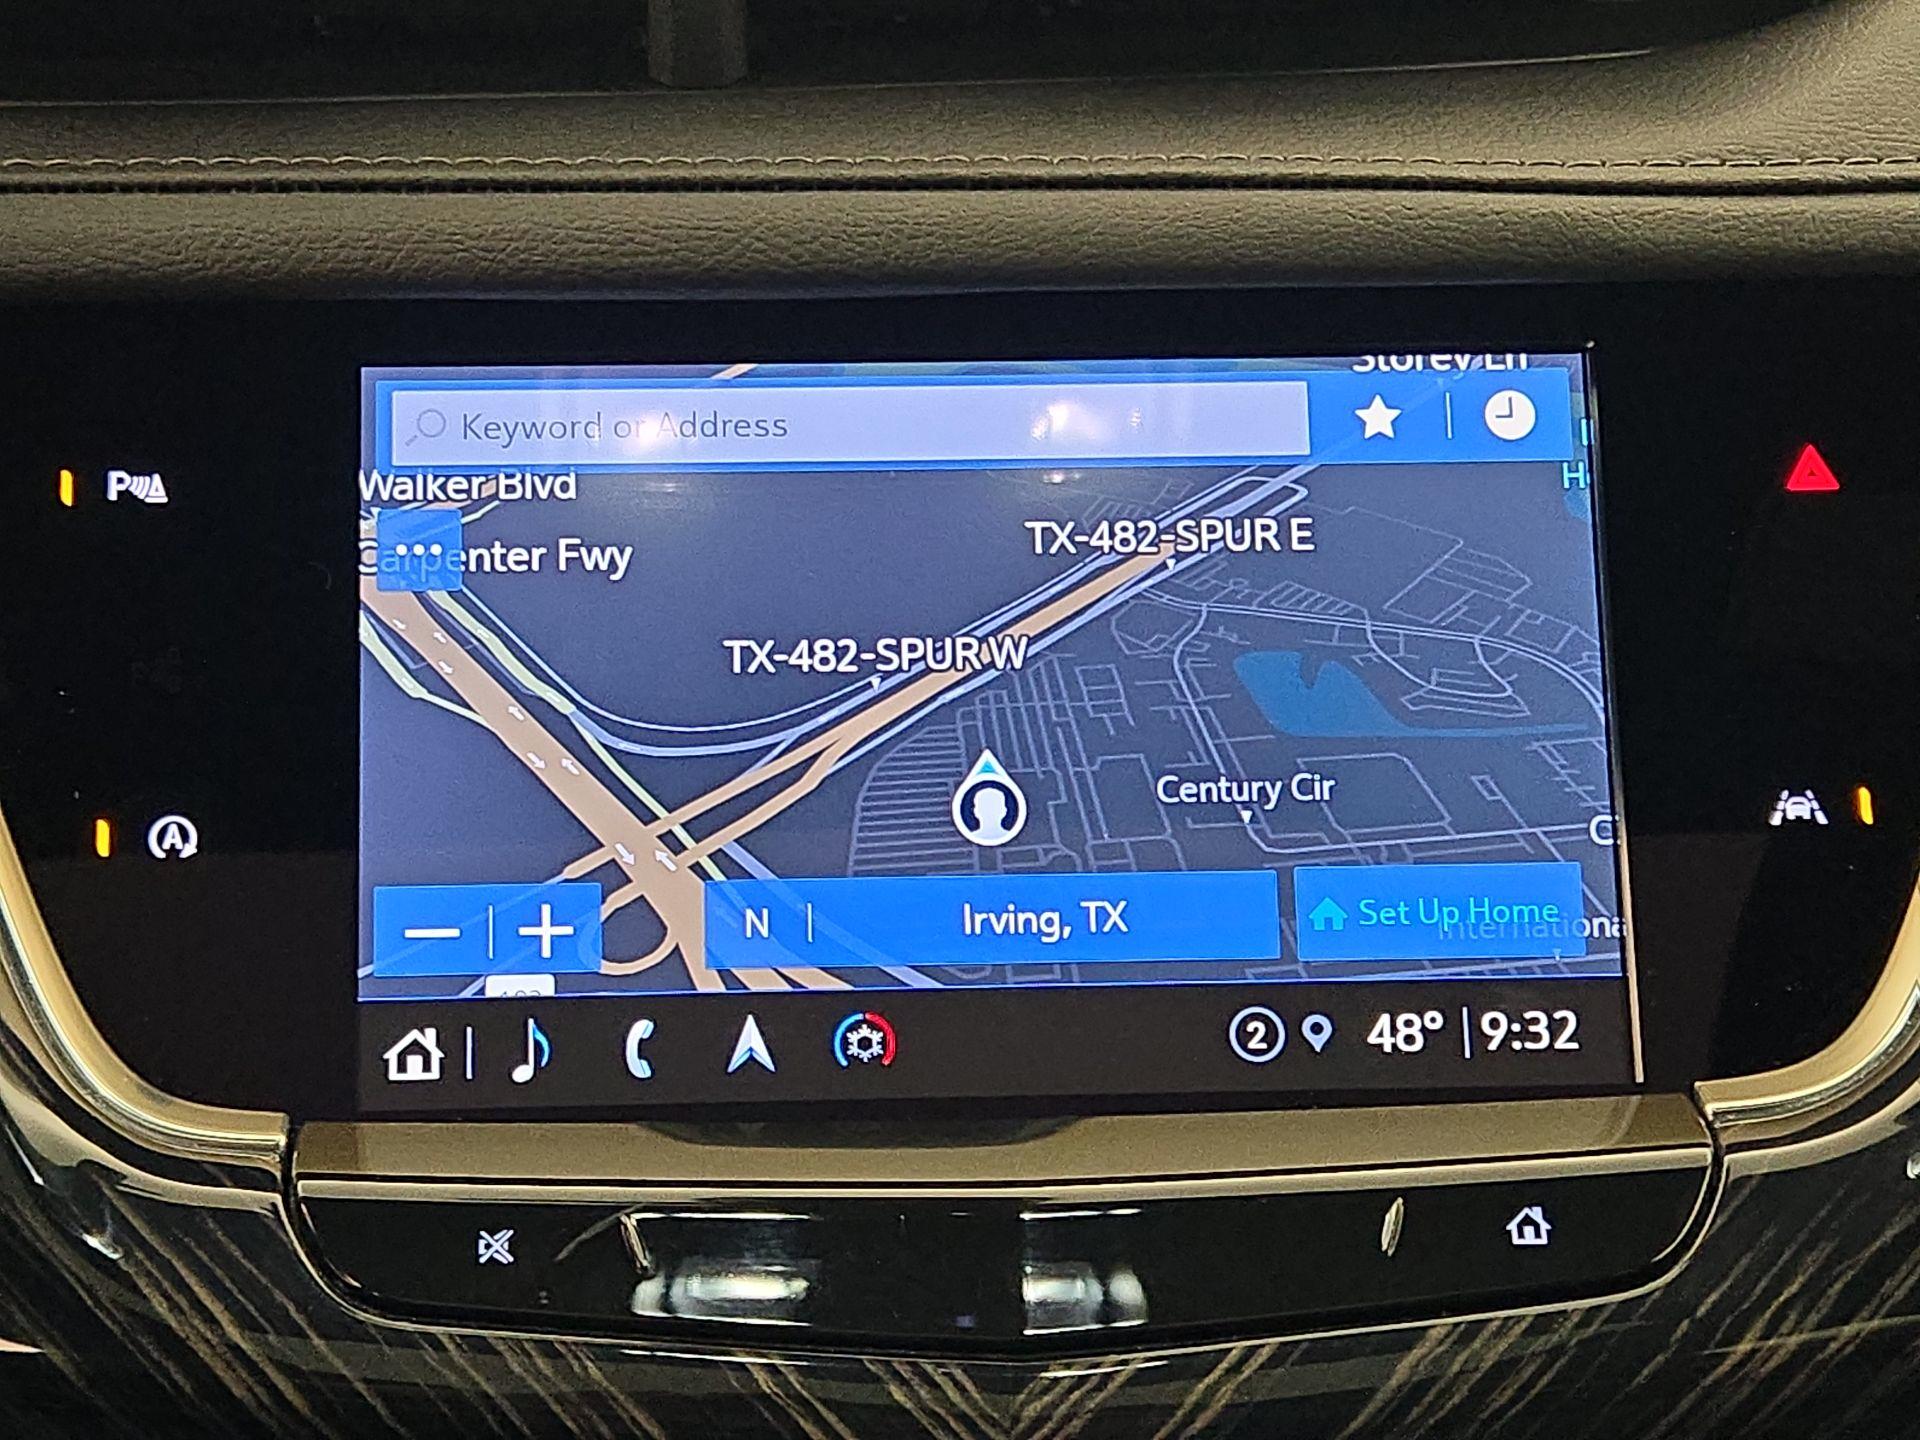 Storey Ln
Keyword or Address
Walker Blvd
H
TX-482-SPUR E
Carpenter Fwy
TX-482-SPUR W
Century Cir
C
N
Irving, TX
Set Up Home
Internationa
2
48°
9:32
P
A